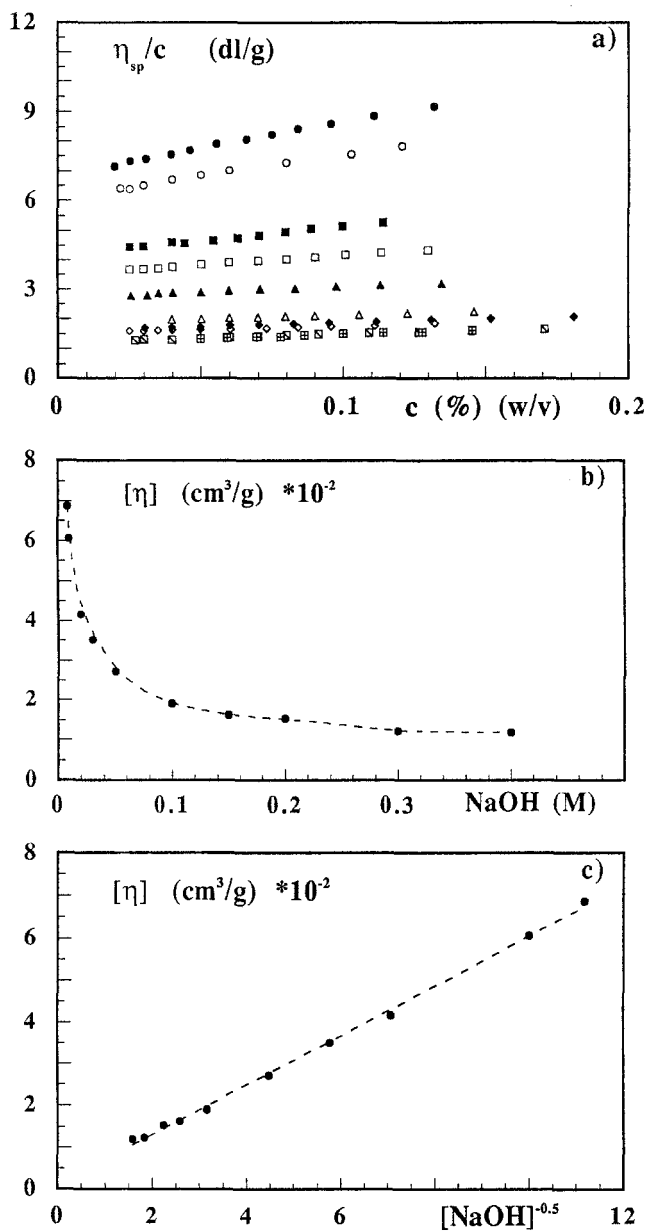 12
η_sp/c (dl/g) a)
9
6
3
0
0 0.1 c (%) (w/v) 0.2
8
[η] (cm³/g) *10⁻² b)
6
4
2
0
0 0.1 0.2 0.3 NaOH (M)
8
[η] (cm³/g) *10⁻² c)
6
4
2
0
0 2 4 6 [NaOH]⁻⁰·⁵ 12